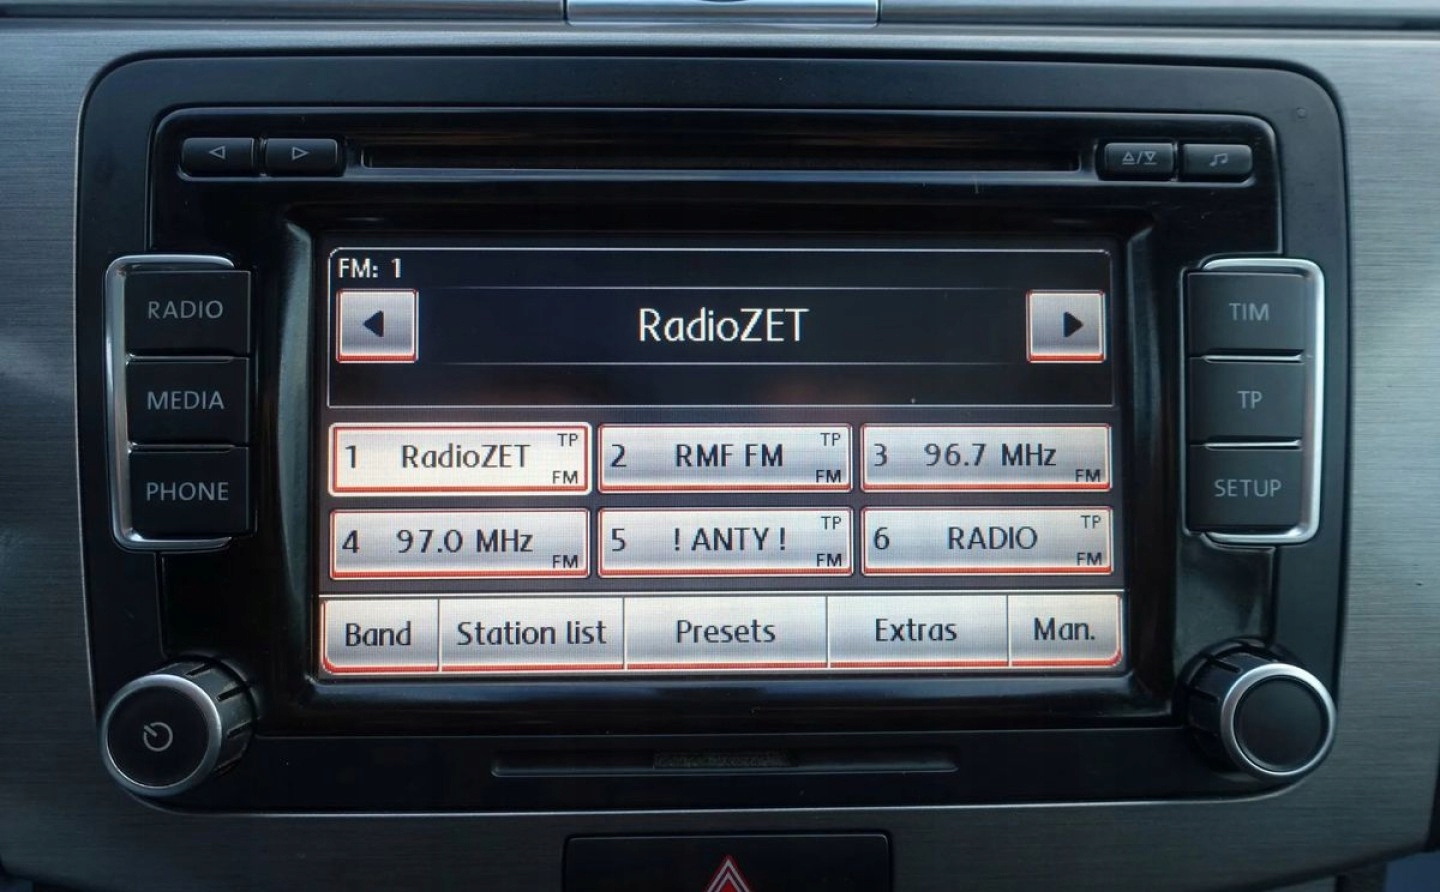 RADIO
MEDIA
PHONE
TIM
TP
SETUP
FM: 1
RadioZET
1 RadioZET TP FM
2 RMF FM TP FM
3 96.7 MHz FM
4 97.0 MHz FM
5 ! ANTY ! TP FM
6 RADIO TP FM
Band Station list Presets Extras Man.